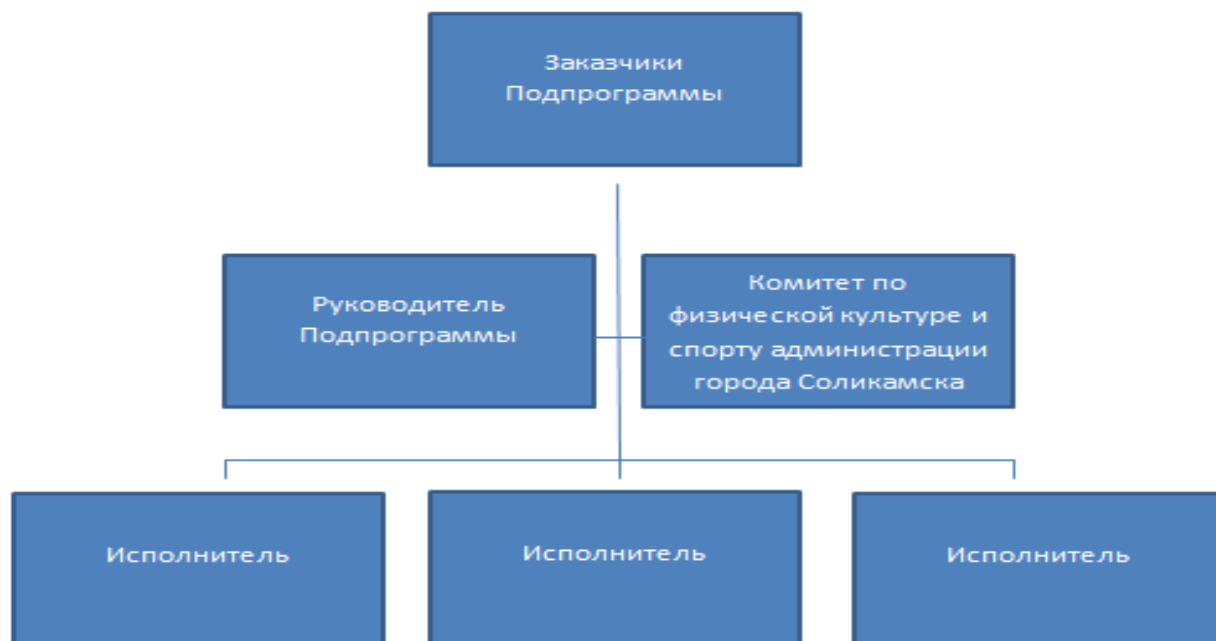 Заказчики
Подпрограммы
Руководитель
Подпрограммы
Комитет по
физической культуре и
спорту администрации
города Соликамска
Исполнитель
Исполнитель
Исполнитель